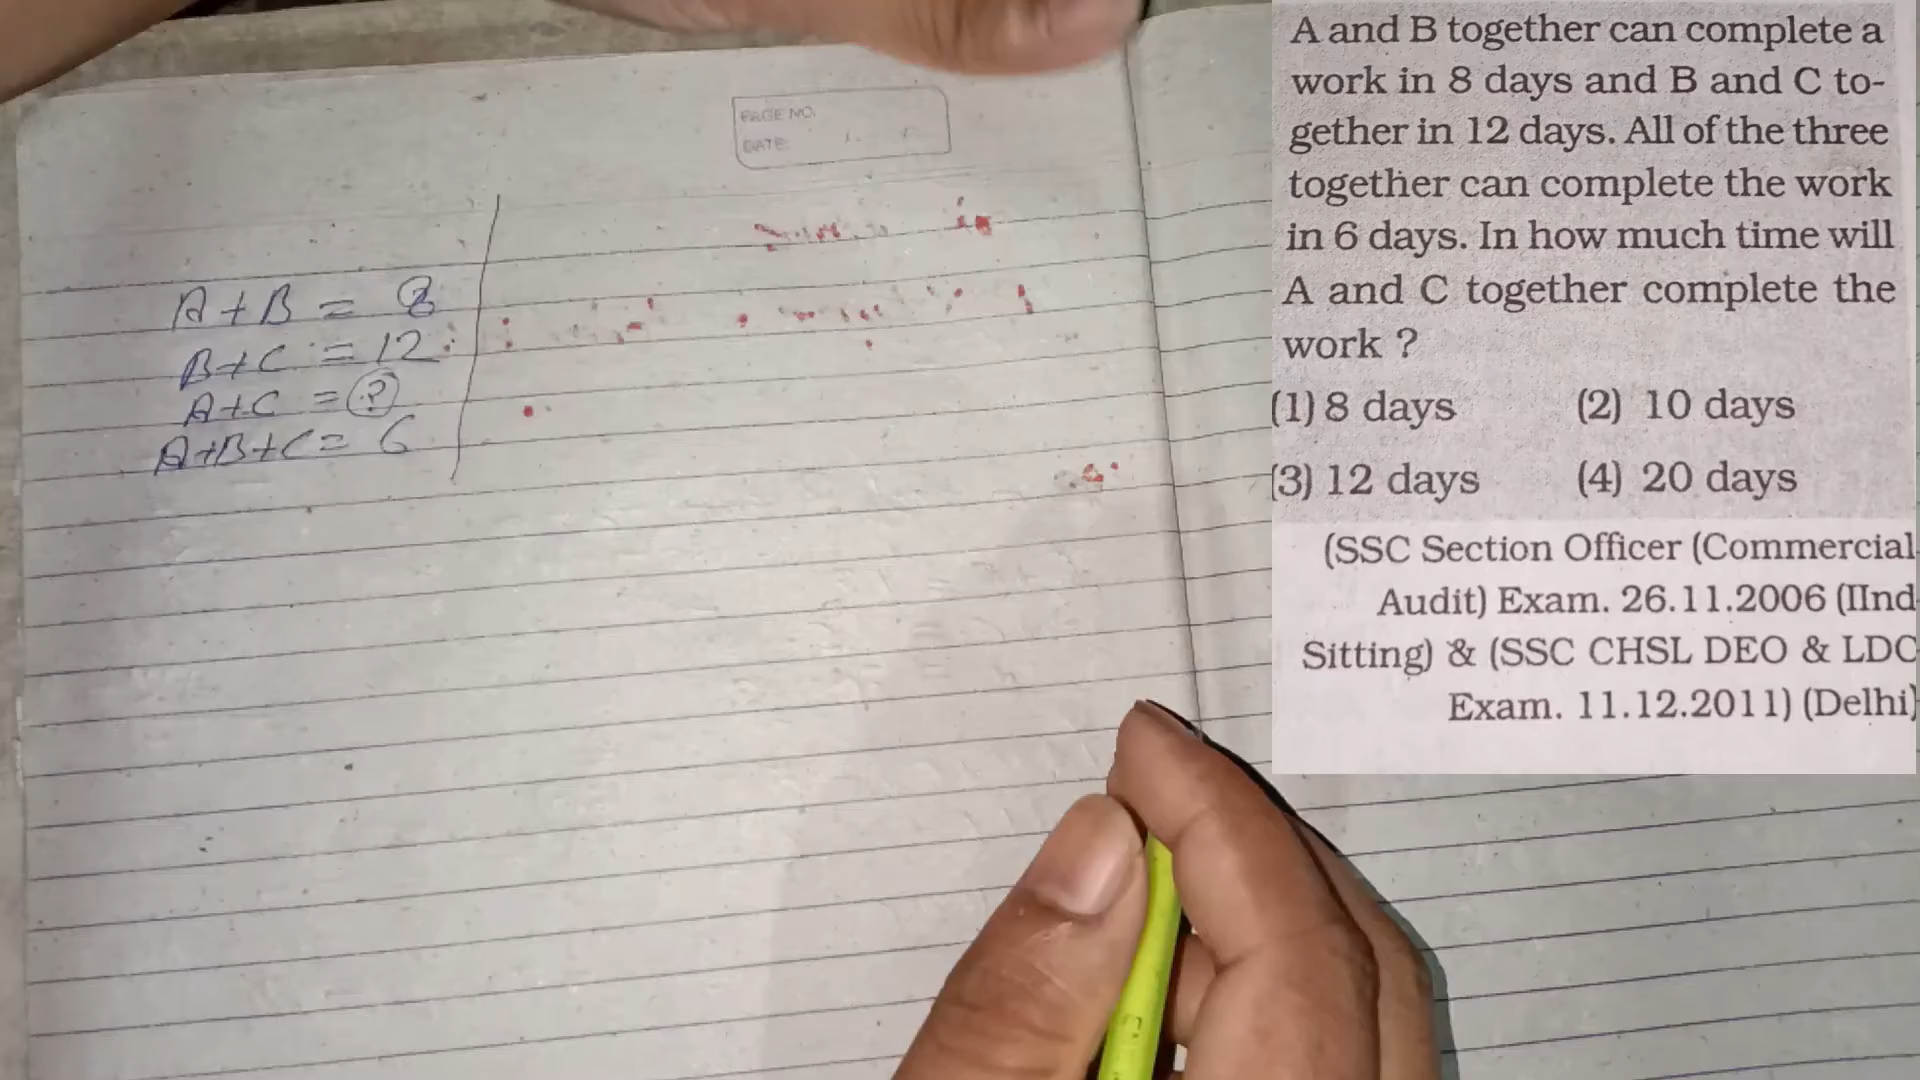 PAGE NO.
DATE:
A+B = 8
B+C = 12
A+C = ?
A+B+C = 6
A and B together can complete a
work in 8 days and B and C to-
gether in 12 days. All of the three
together can complete the work
in 6 days. In how much time will
A and C together complete the
work ?
(1) 8 days (2) 10 days
(3) 12 days (4) 20 days
(SSC Section Officer (Commercial
Audit) Exam. 26.11.2006 (IInd
Sitting) & (SSC CHSL DEO & LDC
Exam. 11.12.2011) (Delhi)